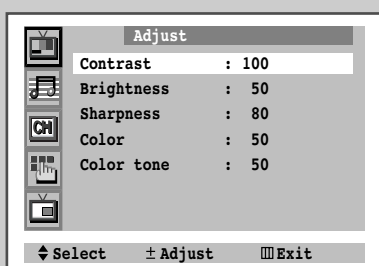 Adjust
Contrast : 100
Brightness : 50
Sharpness : 80
CH
Color : 50
Color tone : 50
Select ± Adjust Exit